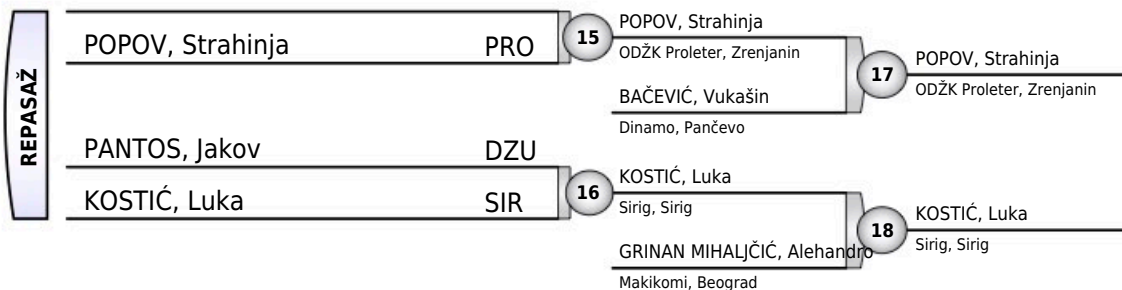 REPASAŽ
POPOV, Strahinja PRO
PANTOS, Jakov DZU
KOSTIĆ, Luka SIR
15
POPOV, Strahinja
ODŽK Proleter, Zrenjanin
BAČEVIĆ, Vukašin
Dinamo, Pančevo
16
KOSTIĆ, Luka
Sirig, Sirig
GRINAN MIHALJČIĆ, Alehandro
Makikomi, Beograd
17
POPOV, Strahinja
ODŽK Proleter, Zrenjanin
18
KOSTIĆ, Luka
Sirig, Sirig